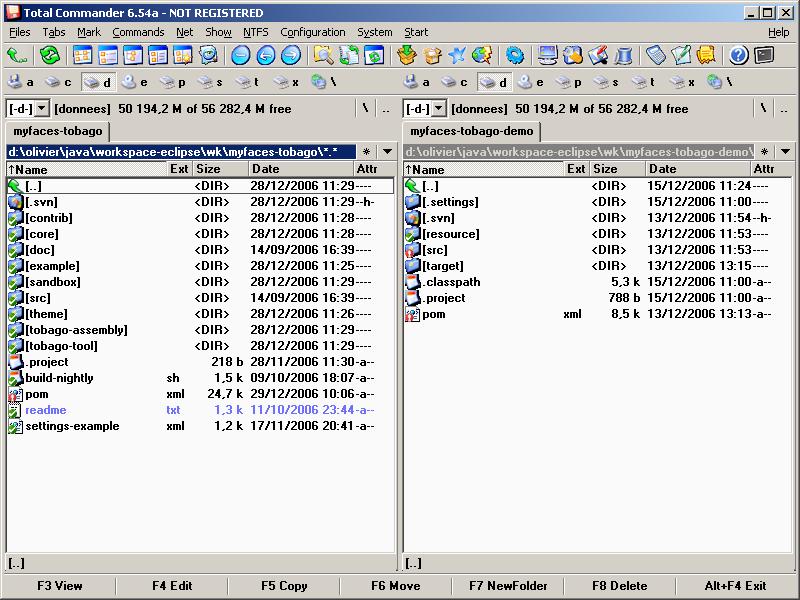 Total Commander 6.54a - NOT REGISTERED
Files Tabs Mark Commands Net Show NTFS Configuration System Start Help
a c d e p s t x \ a c d e p s t x \
[-d-] [donnees] 50 194,2 M of 56 282,4 M free \ .. [-d-] [donnees] 50 194,2 M of 56 282,4 M free \ ..
myfaces-tobago
d:\olivier\java\workspace-eclipse\wk\myfaces-tobago\*.* * 
↑Name Ext Size Date Attr
[..] <DIR> 28/12/2006 11:29 ----
[.svn] <DIR> 28/12/2006 11:29 --h-
[contrib] <DIR> 28/12/2006 11:29 ----
[core] <DIR> 28/12/2006 11:29 ----
[doc] <DIR> 14/09/2006 16:39 ----
[example] <DIR> 28/12/2006 11:25 ----
[sandbox] <DIR> 28/12/2006 11:29 ----
[src] <DIR> 14/09/2006 16:39 ----
[theme] <DIR> 28/12/2006 11:26 ----
[tobago-assembly] <DIR> 28/12/2006 11:29 ----
[tobago-tool] <DIR> 28/12/2006 11:29 ----
.project 218 b 28/11/2006 11:30 -a--
build-nightly sh 1,5 k 09/10/2006 18:07 -a--
pom xml 24,7 k 29/12/2006 10:06 -a--
readme txt 1,3 k 11/10/2006 23:44 -a--
settings-example xml 1,2 k 17/11/2006 20:41 -a--
[..]
myfaces-tobago-demo
d:\olivier\java\workspace-eclipse\wk\myfaces-tobago-demo\ *
↑Name Ext Size Date Attr
[..] <DIR> 15/12/2006 11:24 ----
[.settings] <DIR> 15/12/2006 11:00 ----
[.svn] <DIR> 13/12/2006 11:54 --h-
[resource] <DIR> 13/12/2006 11:53 ----
[src] <DIR> 13/12/2006 11:53 ----
[target] <DIR> 13/12/2006 13:15 ----
.classpath 5,3 k 15/12/2006 11:00 -a--
.project 788 b 15/12/2006 11:00 -a--
pom xml 8,5 k 13/12/2006 13:13 -a--
[..]
F3 View F4 Edit F5 Copy F6 Move F7 NewFolder F8 Delete Alt+F4 Exit